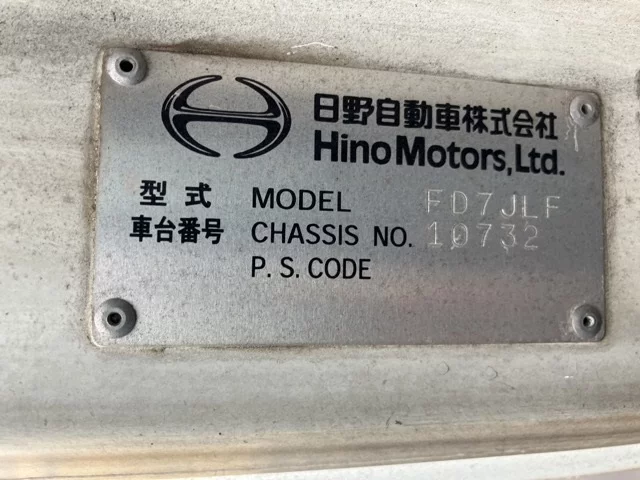 日野自動車株式会社
Hino Motors, Ltd.
型式 MODEL FD7JLF
車台番号 CHASSIS NO. 10732
P. S. CODE